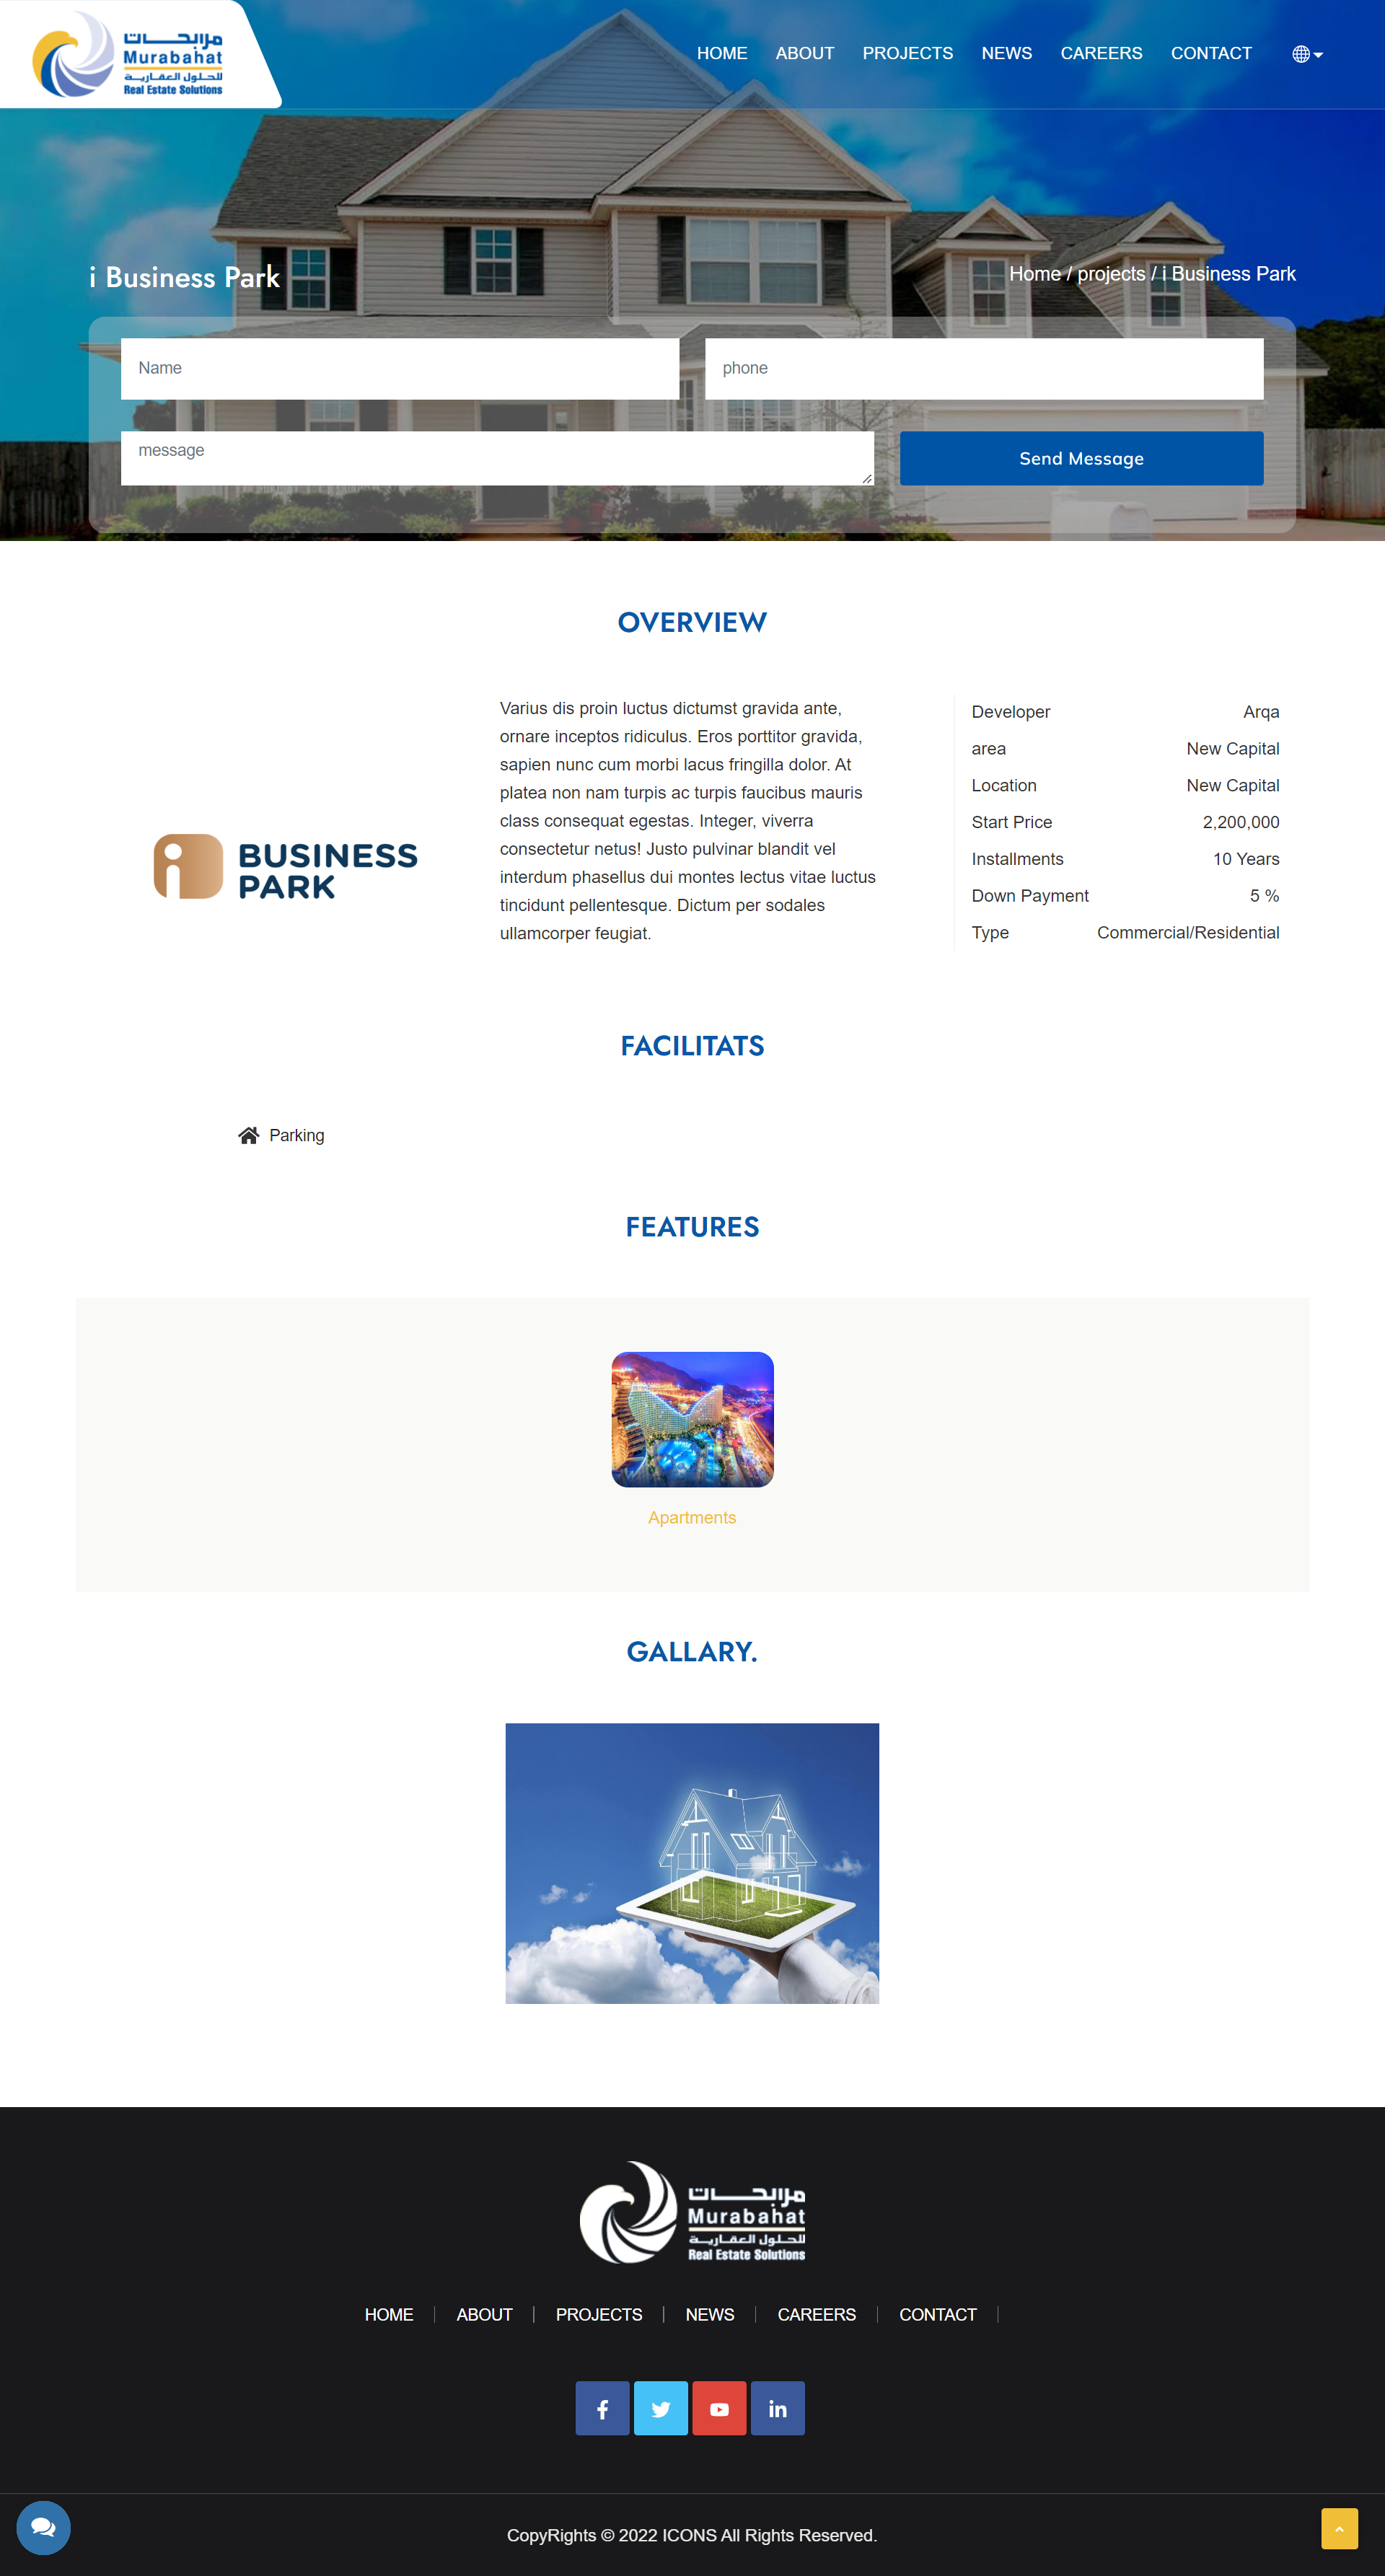 مرابحات
Murabahat
للحلول العقارية
Real Estate Solutions
HOME ABOUT PROJECTS NEWS CAREERS CONTACT
i Business Park
Home / projects / i Business Park
Name
phone
message
Send Message
OVERVIEW
i BUSINESS
PARK
Varius dis proin luctus dictumst gravida ante,
ornare inceptos ridiculus. Eros porttitor gravida,
sapien nunc cum morbi lacus fringilla dolor. At
platea non nam turpis ac turpis faucibus mauris
class consequat egestas. Integer, viverra
consectetur netus! Justo pulvinar blandit vel
interdum phasellus dui montes lectus vitae luctus
tincidunt pellentesque. Dictum per sodales
ullamcorper feugiat.
Developer Arqa
area New Capital
Location New Capital
Start Price 2,200,000
Installments 10 Years
Down Payment 5 %
Type Commercial/Residential
FACILITATS
Parking
FEATURES
Apartments
GALLARY.
مرابحات
Murabahat
للحلول العقارية
Real Estate Solutions
HOME ABOUT PROJECTS NEWS CAREERS CONTACT
CopyRights © 2022 ICONS All Rights Reserved.